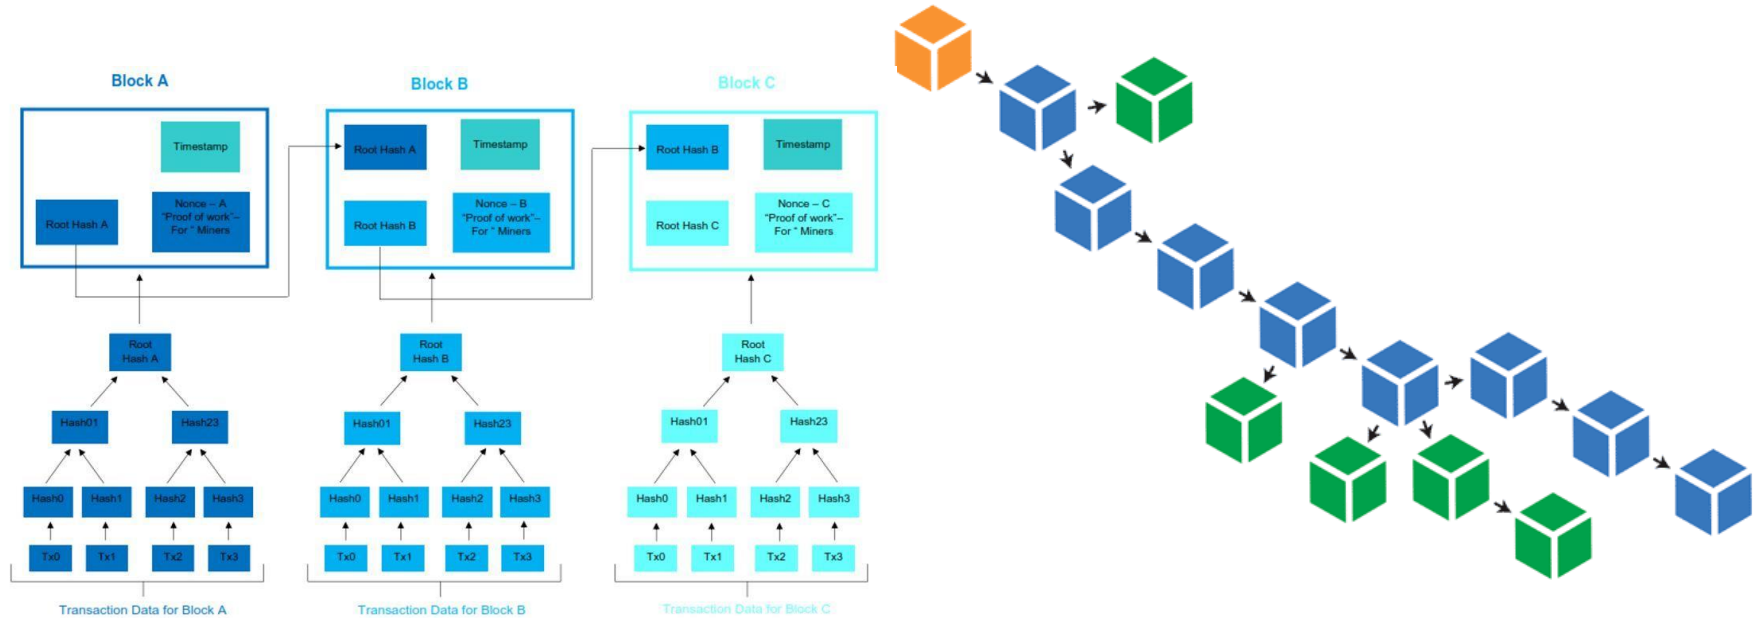 Block A
Block B
Block C
Timestamp
Root Hash A
Nonce – A
"Proof of work"–
For " Miners
Root Hash A
Timestamp
Root Hash B
Nonce – B
"Proof of work"–
For " Miners
Root Hash B
Timestamp
Root Hash C
Nonce – C
"Proof of work"–
For " Miners
Root
Hash A
Root
Hash B
Root
Hash C
Hash01
Hash23
Hash01
Hash23
Hash01
Hash23
Hash0
Hash1
Hash2
Hash3
Hash0
Hash1
Hash2
Hash3
Hash0
Hash1
Hash2
Hash3
Tx0
Tx1
Tx2
Tx3
Tx0
Tx1
Tx2
Tx3
Tx0
Tx1
Tx2
Tx3
Transaction Data for Block A
Transaction Data for Block B
Transaction Data for Block C